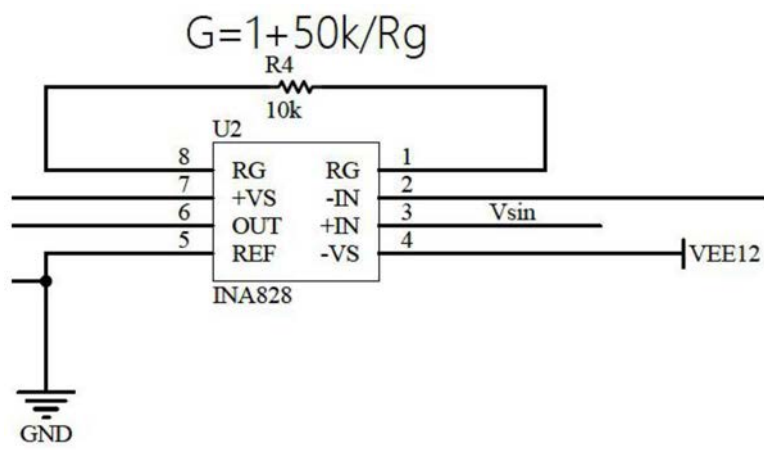 G=1+50k/Rg
R4
10k
U2
8 RG RG 1
7 +VS -IN 2
6 OUT +IN 3 Vsin
5 REF -VS 4 VEE12
INA828
GND